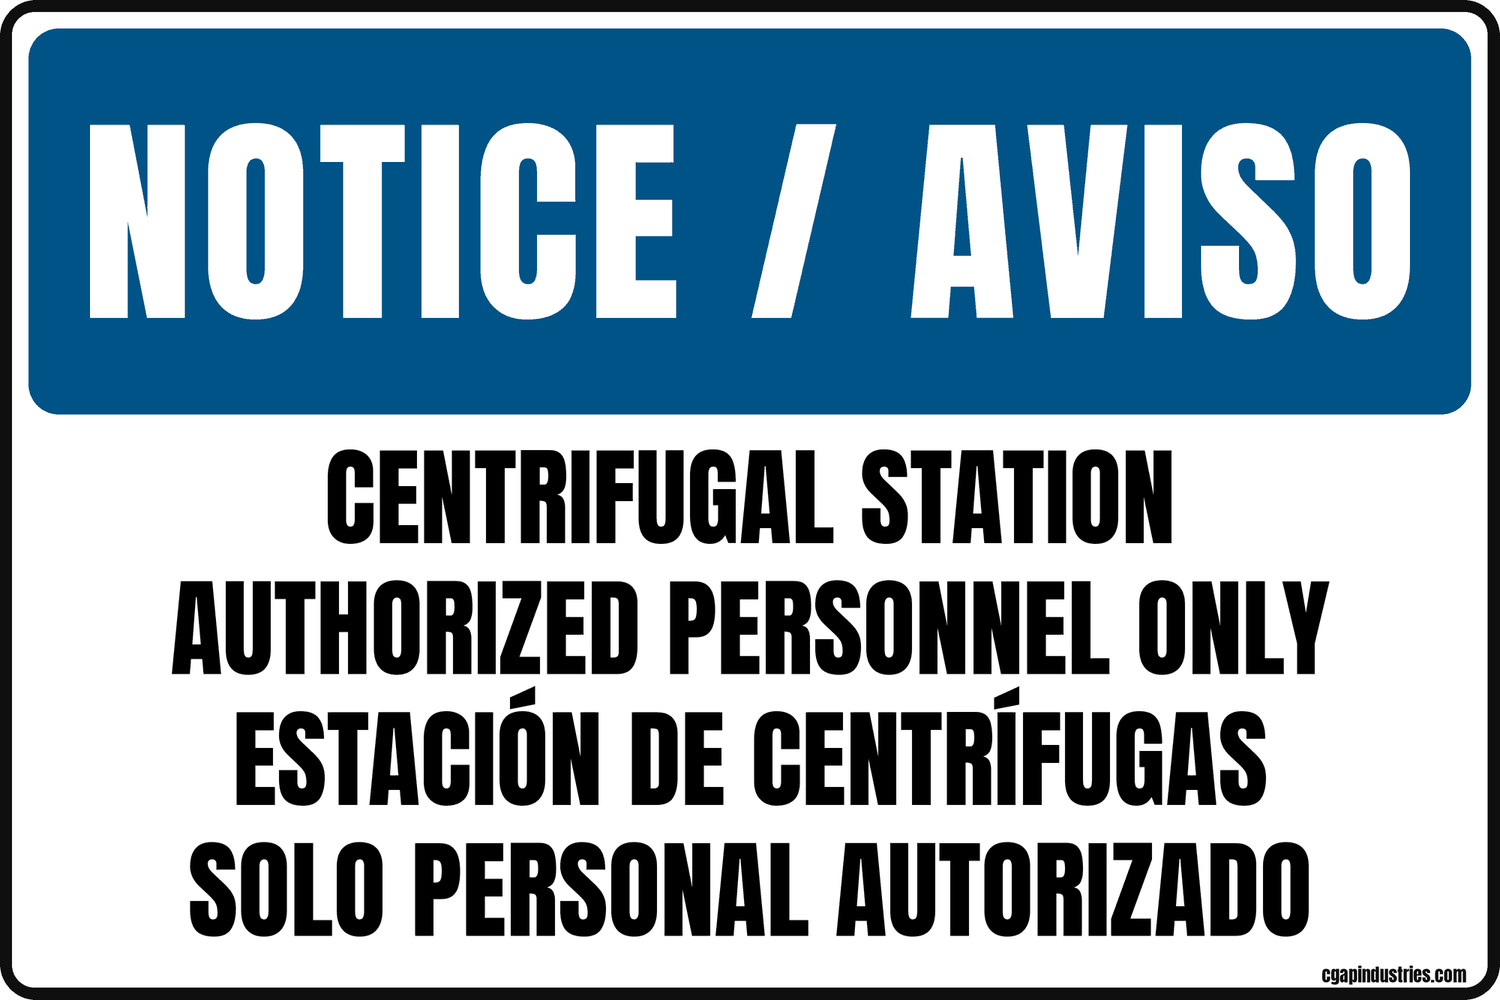 NOTICE / AVISO
CENTRIFUGAL STATION
AUTHORIZED PERSONNEL ONLY
ESTACIÓN DE CENTRÍFUGAS
SOLO PERSONAL AUTORIZADO
cgapindustries.com